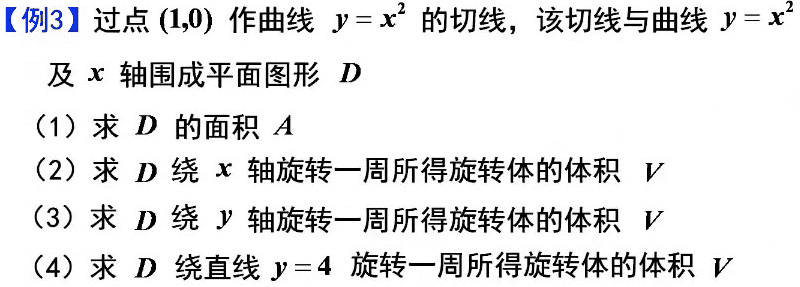 【例3】过点 (1,0) 作曲线 y = x² 的切线，该切线与曲线 y = x²
及 x 轴围成平面图形 D
（1）求 D 的面积 A
（2）求 D 绕 x 轴旋转一周所得旋转体的体积 V
（3）求 D 绕 y 轴旋转一周所得旋转体的体积 V
（4）求 D 绕直线 y = 4 旋转一周所得旋转体的体积 V